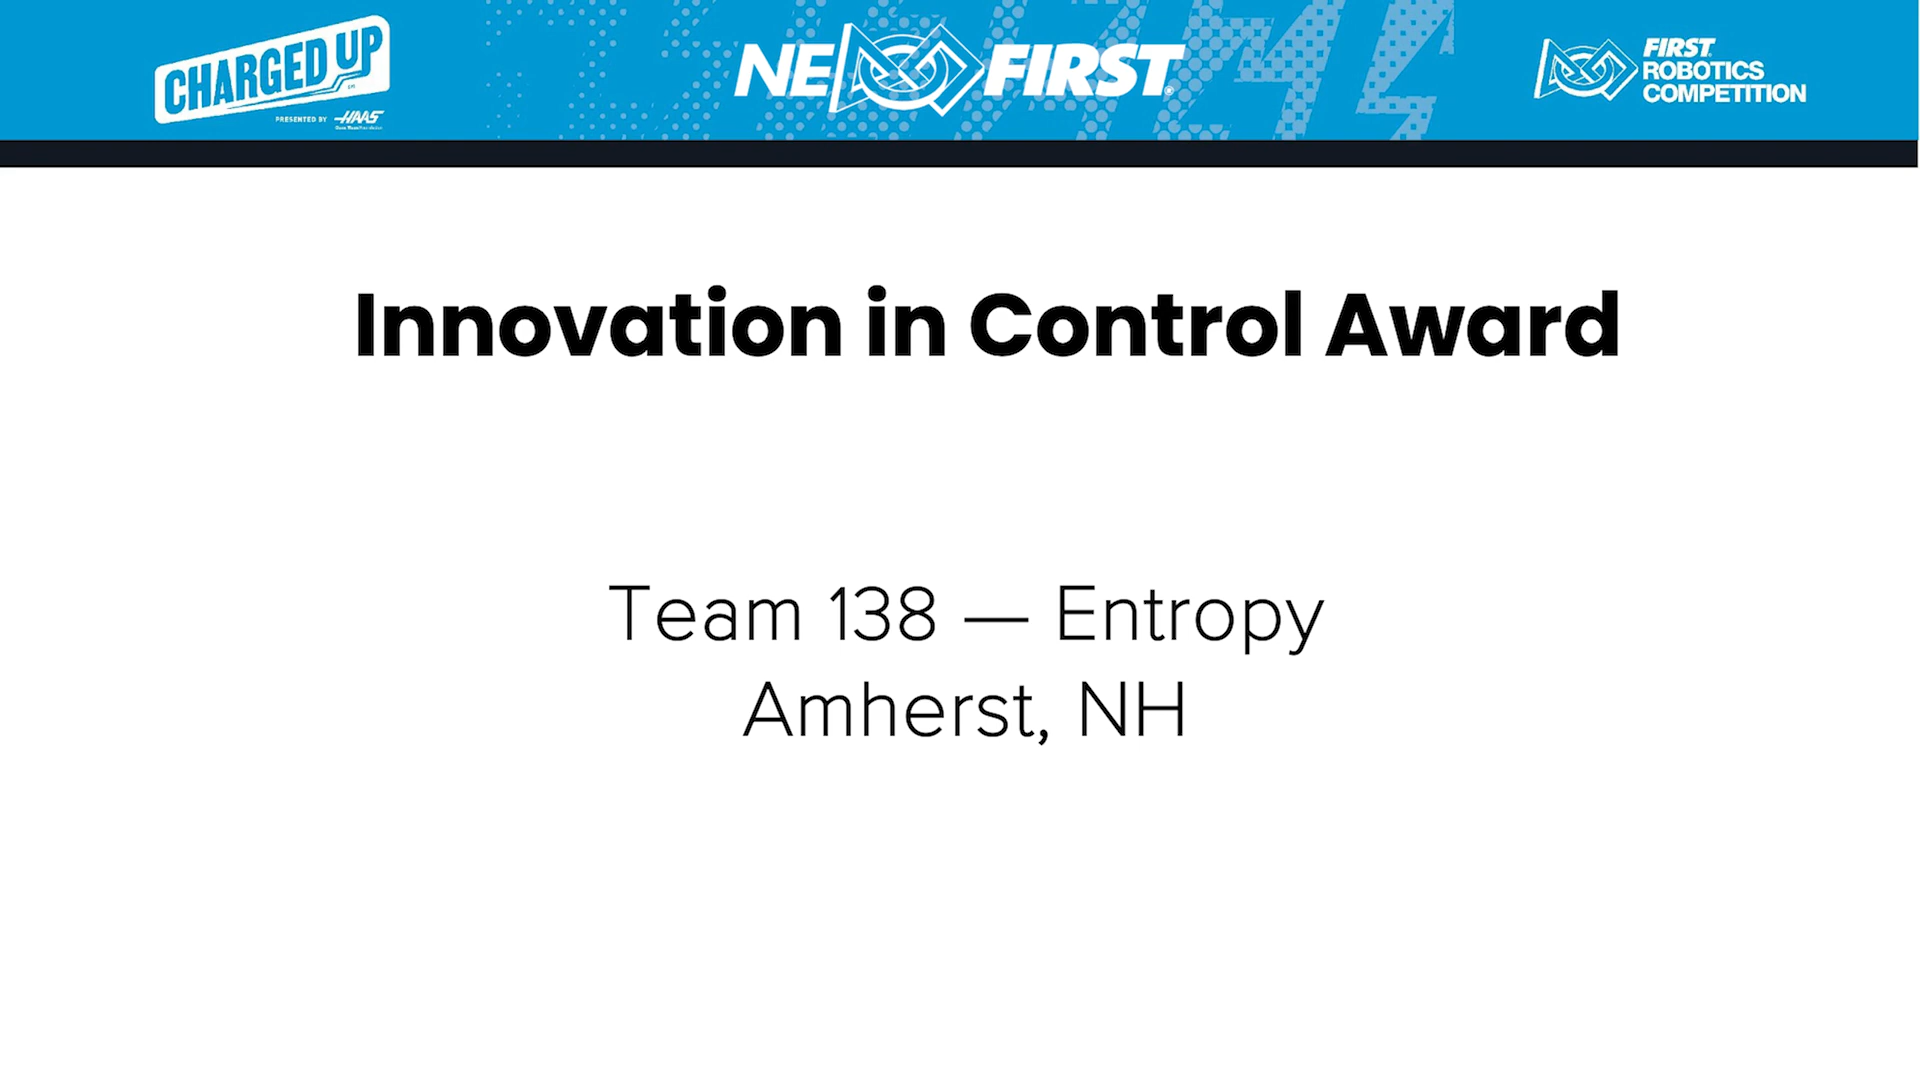 CHARGED UP
PRESENTED BY HAAS
NE FIRST
FIRST
ROBOTICS
COMPETITION
Innovation in Control Award
Team 138 — Entropy
Amherst, NH